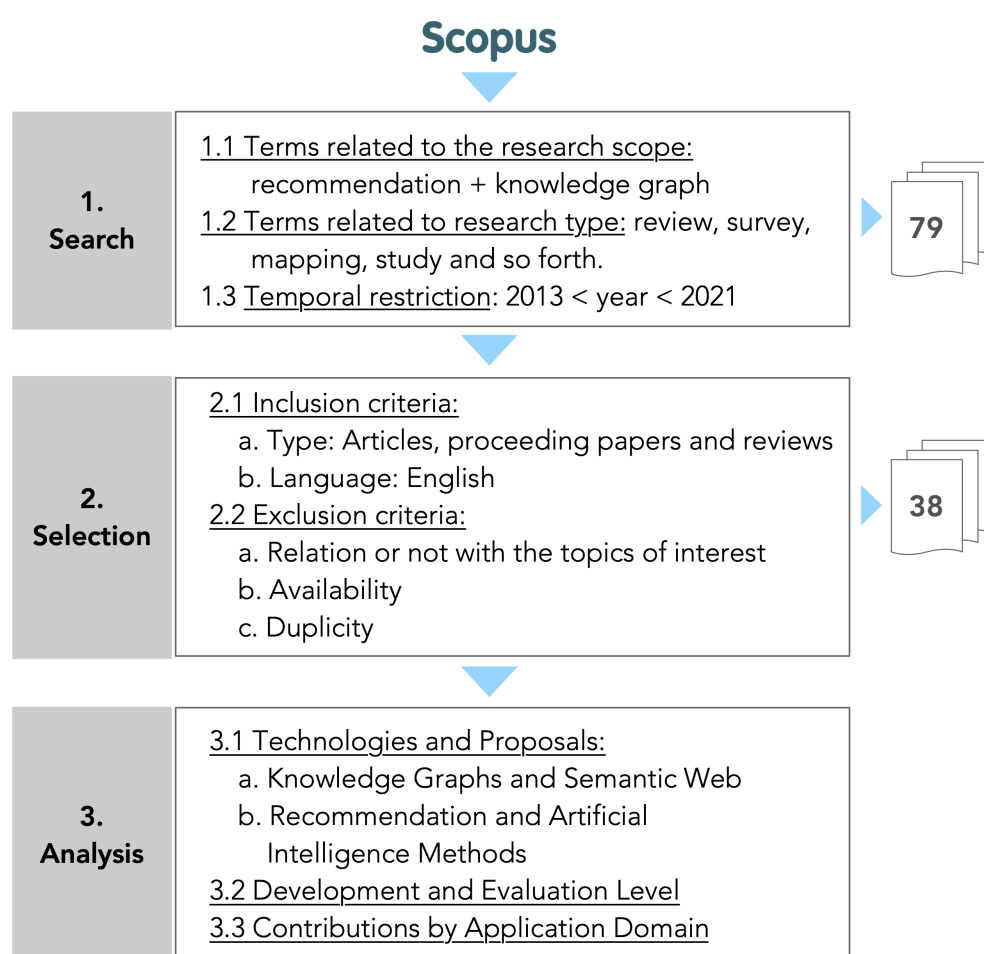 Scopus
1.
Search
1.1 Terms related to the research scope:
recommendation + knowledge graph
1.2 Terms related to research type: review, survey,
mapping, study and so forth.
1.3 Temporal restriction: 2013 < year < 2021
79
2.
Selection
2.1 Inclusion criteria:
a. Type: Articles, proceeding papers and reviews
b. Language: English
2.2 Exclusion criteria:
a. Relation or not with the topics of interest
b. Availability
c. Duplicity
38
3.
Analysis
3.1 Technologies and Proposals:
a. Knowledge Graphs and Semantic Web
b. Recommendation and Artificial
Intelligence Methods
3.2 Development and Evaluation Level
3.3 Contributions by Application Domain